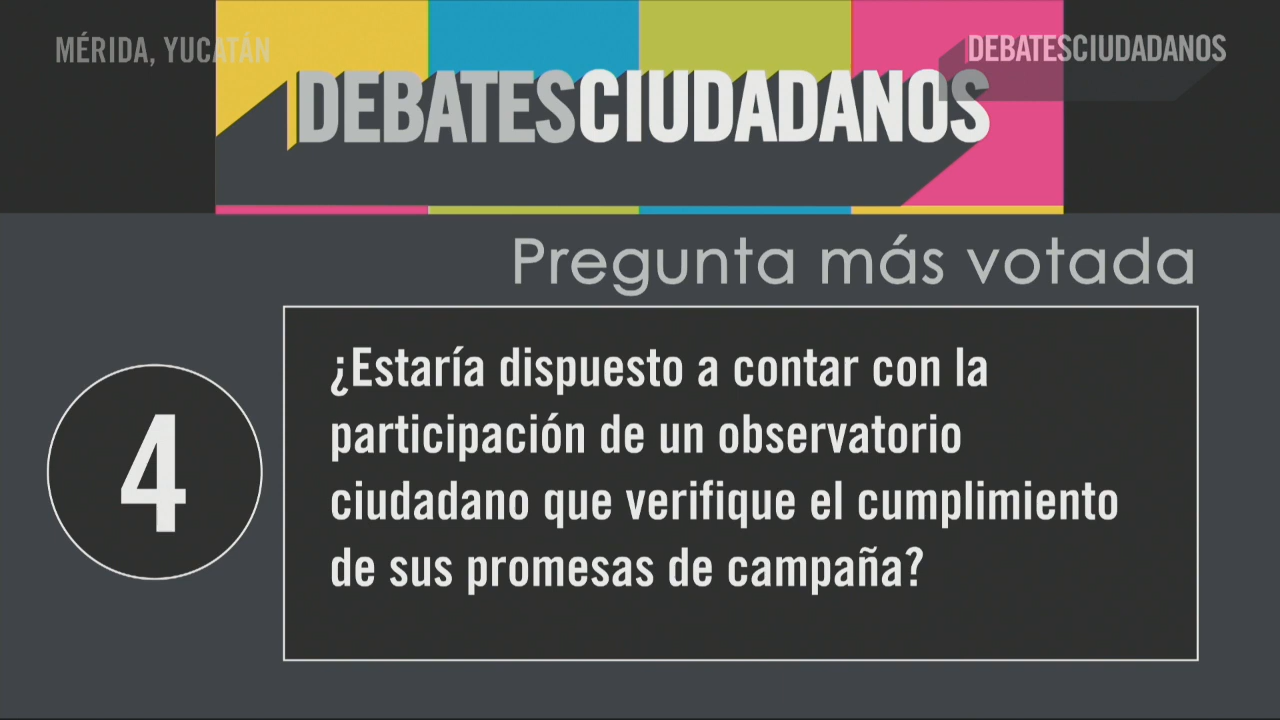 MÉRIDA, YUCATÁN
DEBATESCIUDADANOS
DEBATESCIUDADANOS
Pregunta más votada
4
¿Estaría dispuesto a contar con la
participación de un observatorio
ciudadano que verifique el cumplimiento
de sus promesas de campaña?